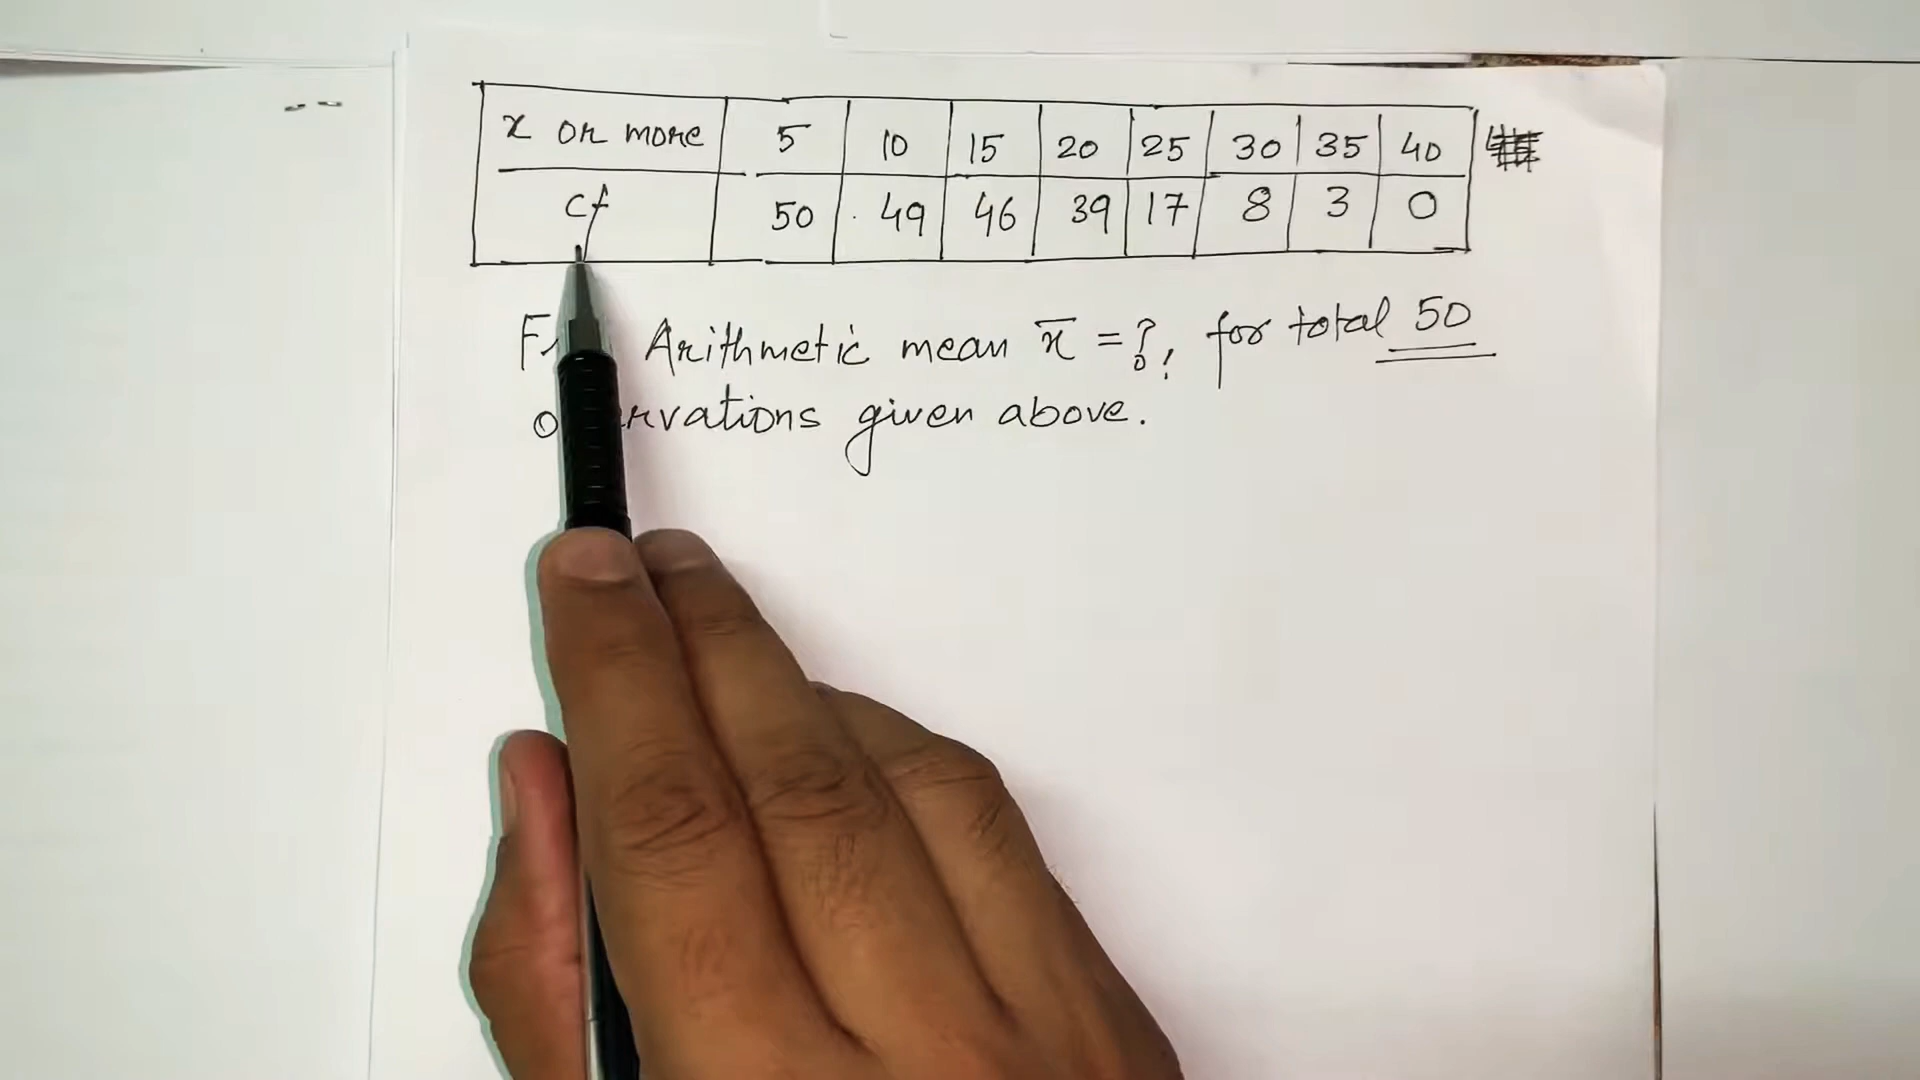 x or more 5 10 15 20 25 30 35 40
cf 50 49 46 39 17 8 3 0
Arithmetic mean x̄ = ?, for total 50
given above.